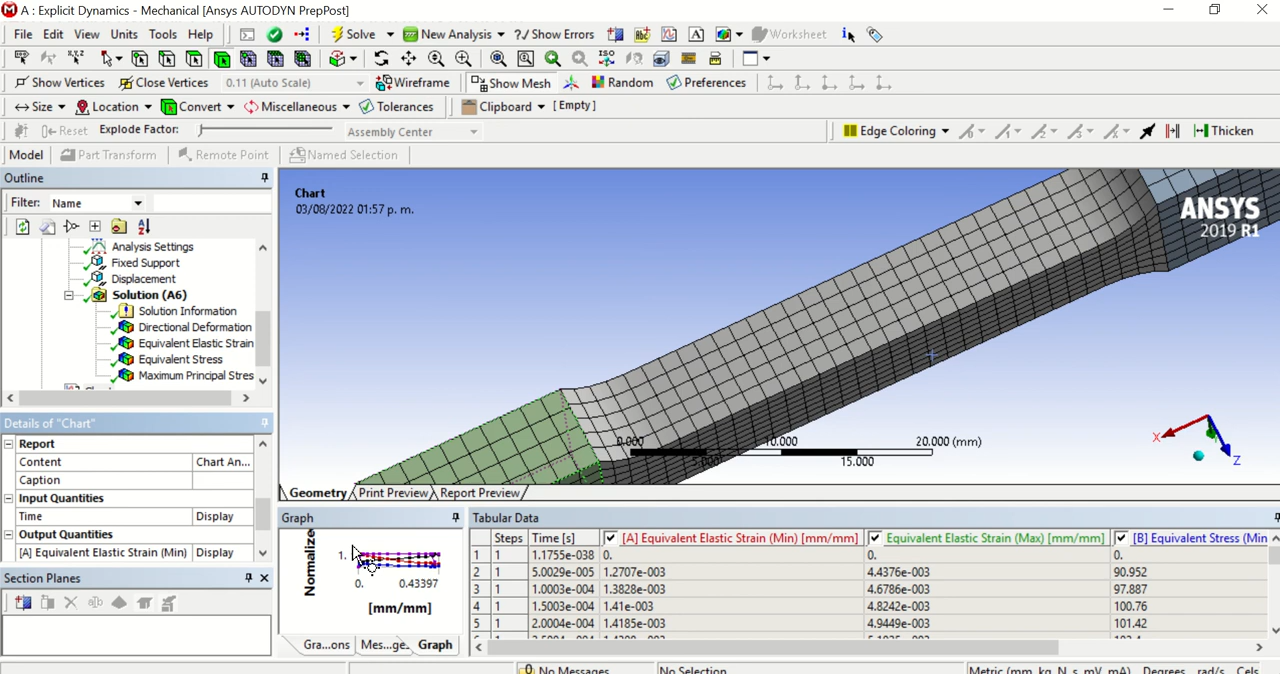 A : Explicit Dynamics - Mechanical [Ansys AUTODYN PrepPost]
File Edit View Units Tools Help Solve New Analysis ?/ Show Errors Worksheet
Show Vertices Close Vertices 0.11 (Auto Scale) Wireframe Show Mesh Random Preferences
Size Location Convert Miscellaneous Tolerances Clipboard [ Empty ]
Reset Explode Factor: Assembly Center Edge Coloring Thicken
Model Part Transform Remote Point Named Selection
Outline
Filter: Name
Analysis Settings
Fixed Support
Displacement
Solution (A6)
Solution Information
Directional Deformation
Equivalent Elastic Strain
Equivalent Stress
Maximum Principal Stres
Details of "Chart"
Report
Content Chart An...
Caption
Input Quantities
Time Display
Output Quantities
[A] Equivalent Elastic Strain (Min) Display
Section Planes
Chart
03/08/2022 01:57 p. m.
ANSYS
2019 R1
0.000 10.000 20.000 (mm)
5.000 15.000
X
Z
Geometry Print Preview Report Preview
Graph
Normalize
1.
0. 0.43397
[mm/mm]
Gra...ons Mes...ge. Graph
Tabular Data
Steps Time [s] [A] Equivalent Elastic Strain (Min) [mm/mm] Equivalent Elastic Strain (Max) [mm/mm] [B] Equivalent Stress (Min
1 1 1.1755e-038 0. 0. 0.
2 1 5.0029e-005 1.2707e-003 4.4376e-003 90.952
3 1 1.0003e-004 1.3828e-003 4.6786e-003 97.887
4 1 1.5003e-004 1.41e-003 4.8242e-003 100.76
5 1 2.0004e-004 1.4185e-003 4.9449e-003 101.42
0 No Messages No Selection Metric (mm, kg, N, s, mV, mA) Degrees rad/s Cels